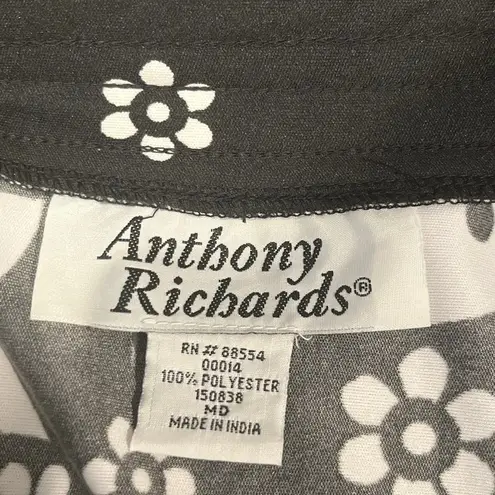 Anthony
Richards®
RN # 88554
00014
100% POLYESTER
150838
MD
MADE IN INDIA